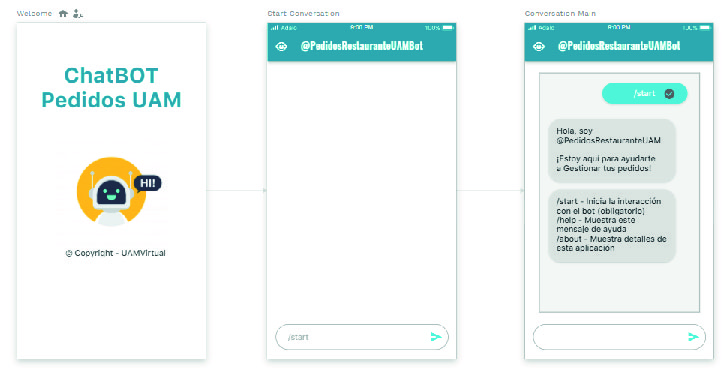 Welcome
ChatBOT
Pedidos UAM
HI!
@ Copyright - UAMVirtual
Start Conversation
Adalo 9:00 PM 100%
@PedidosRestauranteUAMBot
/start
Conversation Main
Adalo 9:00 PM 100%
@PedidosRestauranteUAMBot
/start
Hola, soy
@PedidosRestauranteUAM
¡Estoy aquí para ayudarte
a Gestionar tus pedidos!
/start - Inicia la interacción
con el bot (obligatorio)
/help - Muestra este
mensaje de ayuda
/about - Muestra detalles de
esta aplicación